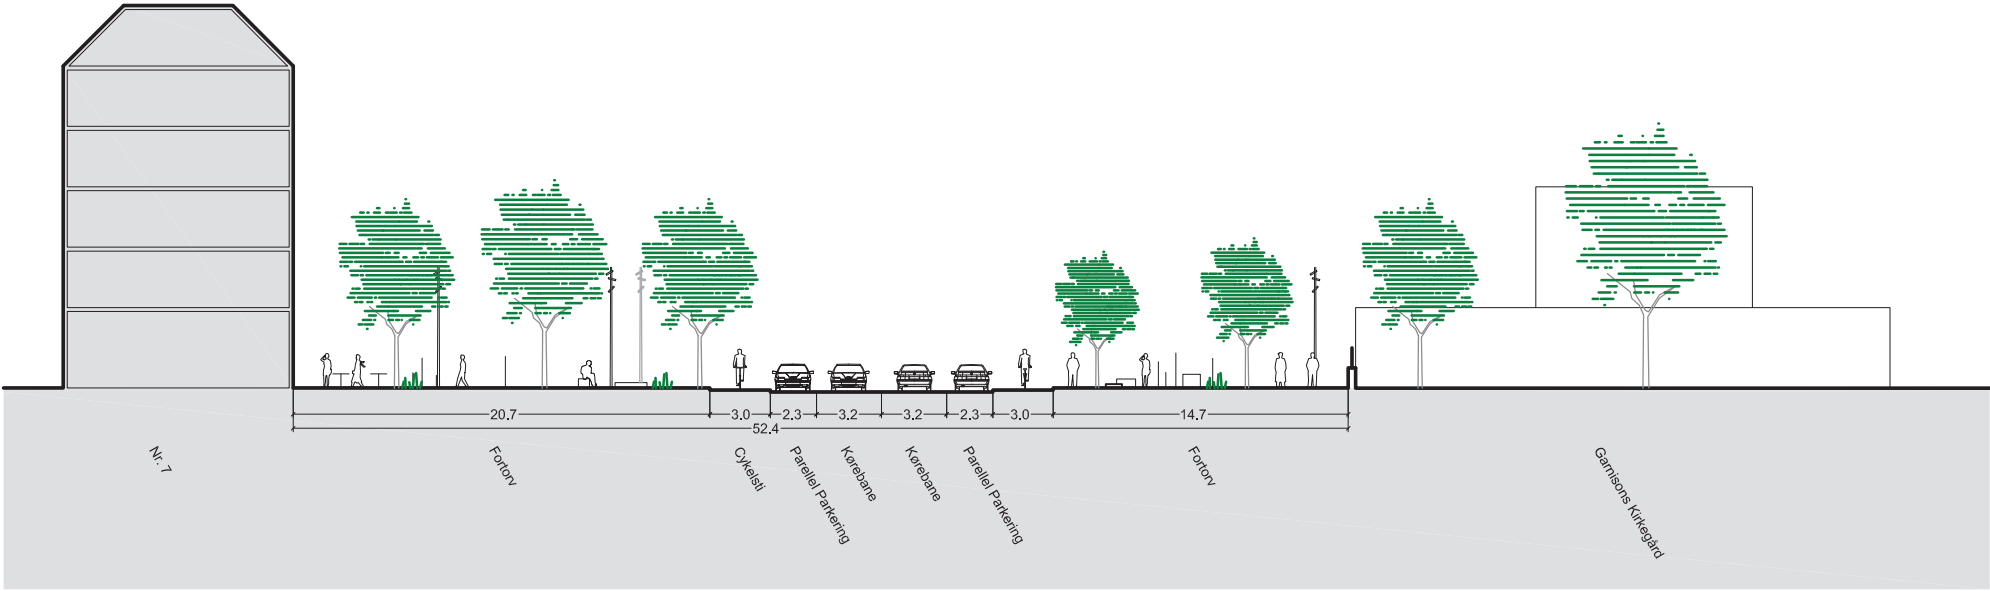 20.7 3.0 2.3 3.2 3.2 2.3 3.0 14.7
52.4
Nr. 7
Fortorv
Cykelsti
Parellel Parkering
Kørebane
Kørebane
Parellel Parkering
Fortorv
Garnisons Kirkegård